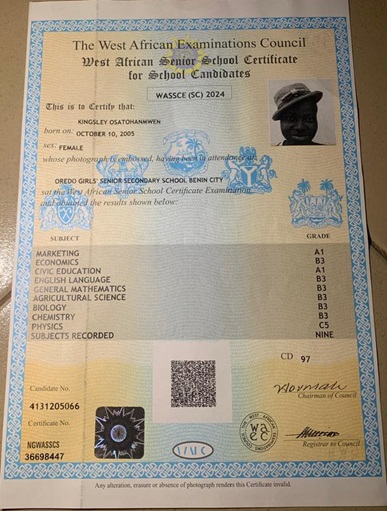 The West African Examinations Council
West African Senior School Certificate
for School Candidates
WASSCE (SC) 2024
This is to Certify that:
KINGSLEY OSATOHANMWEN
born on: OCTOBER 10, 2005
sex: FEMALE
whose photograph is embossed, having been in attendance at:
OREDO GIRLS' SENIOR SECONDARY SCHOOL BENIN CITY
sat the West African Senior School Certificate Examination
and obtained the results shown below:
SUBJECT GRADE
MARKETING A1
ECONOMICS B3
CIVIC EDUCATION A1
ENGLISH LANGUAGE B3
GENERAL MATHEMATICS B3
AGRICULTURAL SCIENCE B3
BIOLOGY B3
CHEMISTRY B3
PHYSICS C5
SUBJECTS RECORDED NINE
CD 97
Candidate No.
4131205066
Chairman of Council
Certificate No.
NGWASSCS
36698447
Registrar to Council
Any alteration, erasure or absence of photograph renders this Certificate invalid.